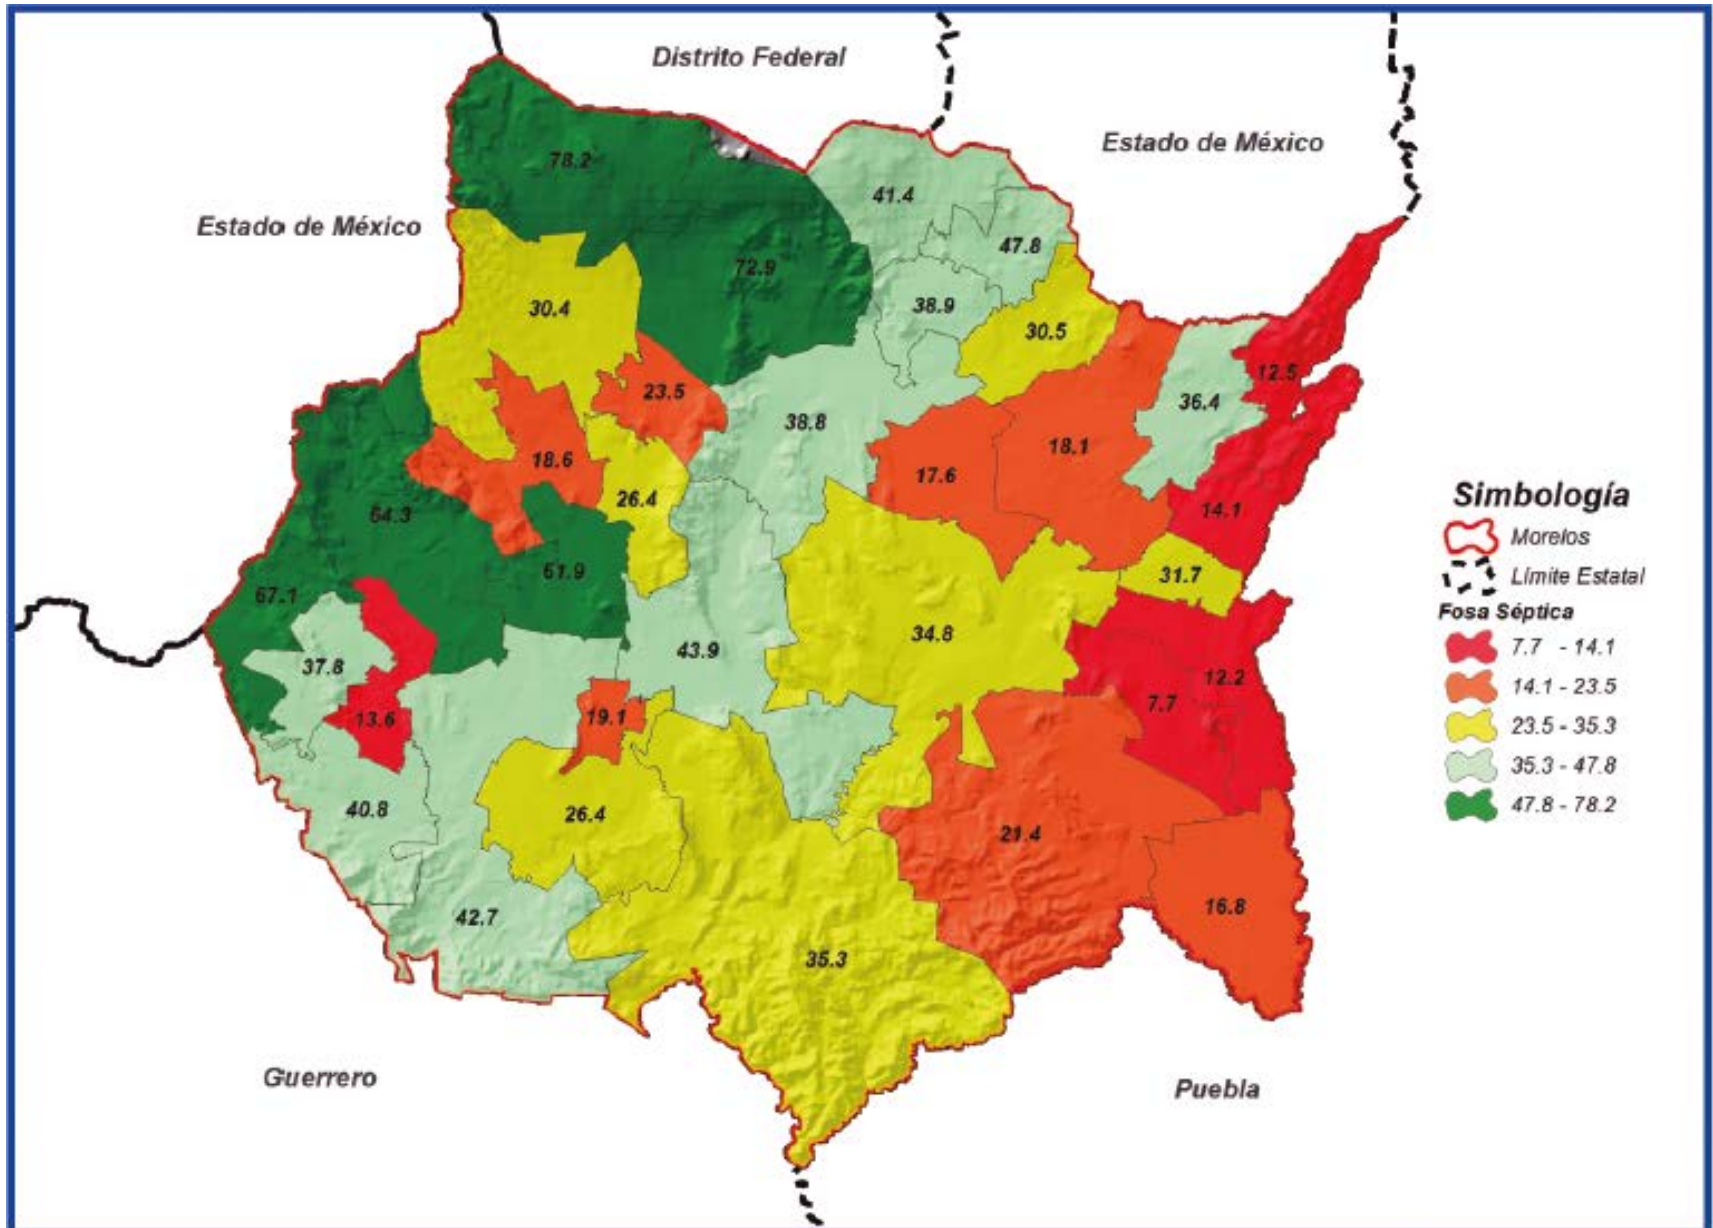 Distrito Federal
Estado de México
78.2
41.4
Estado de México
47.8
72.9
38.9
30.4
30.5
12.5
23.5
36.4
38.8
18.1
18.6
17.6
26.4
14.1
64.3
61.9
31.7
67.1
34.8
43.9
37.8
12.2
7.7
13.6
19.1
40.8
26.4
21.4
16.8
42.7
35.3
Guerrero
Puebla
Simbología
Morelos
Límite Estatal
Fosa Séptica
7.7 - 14.1
14.1 - 23.5
23.5 - 35.3
35.3 - 47.8
47.8 - 78.2